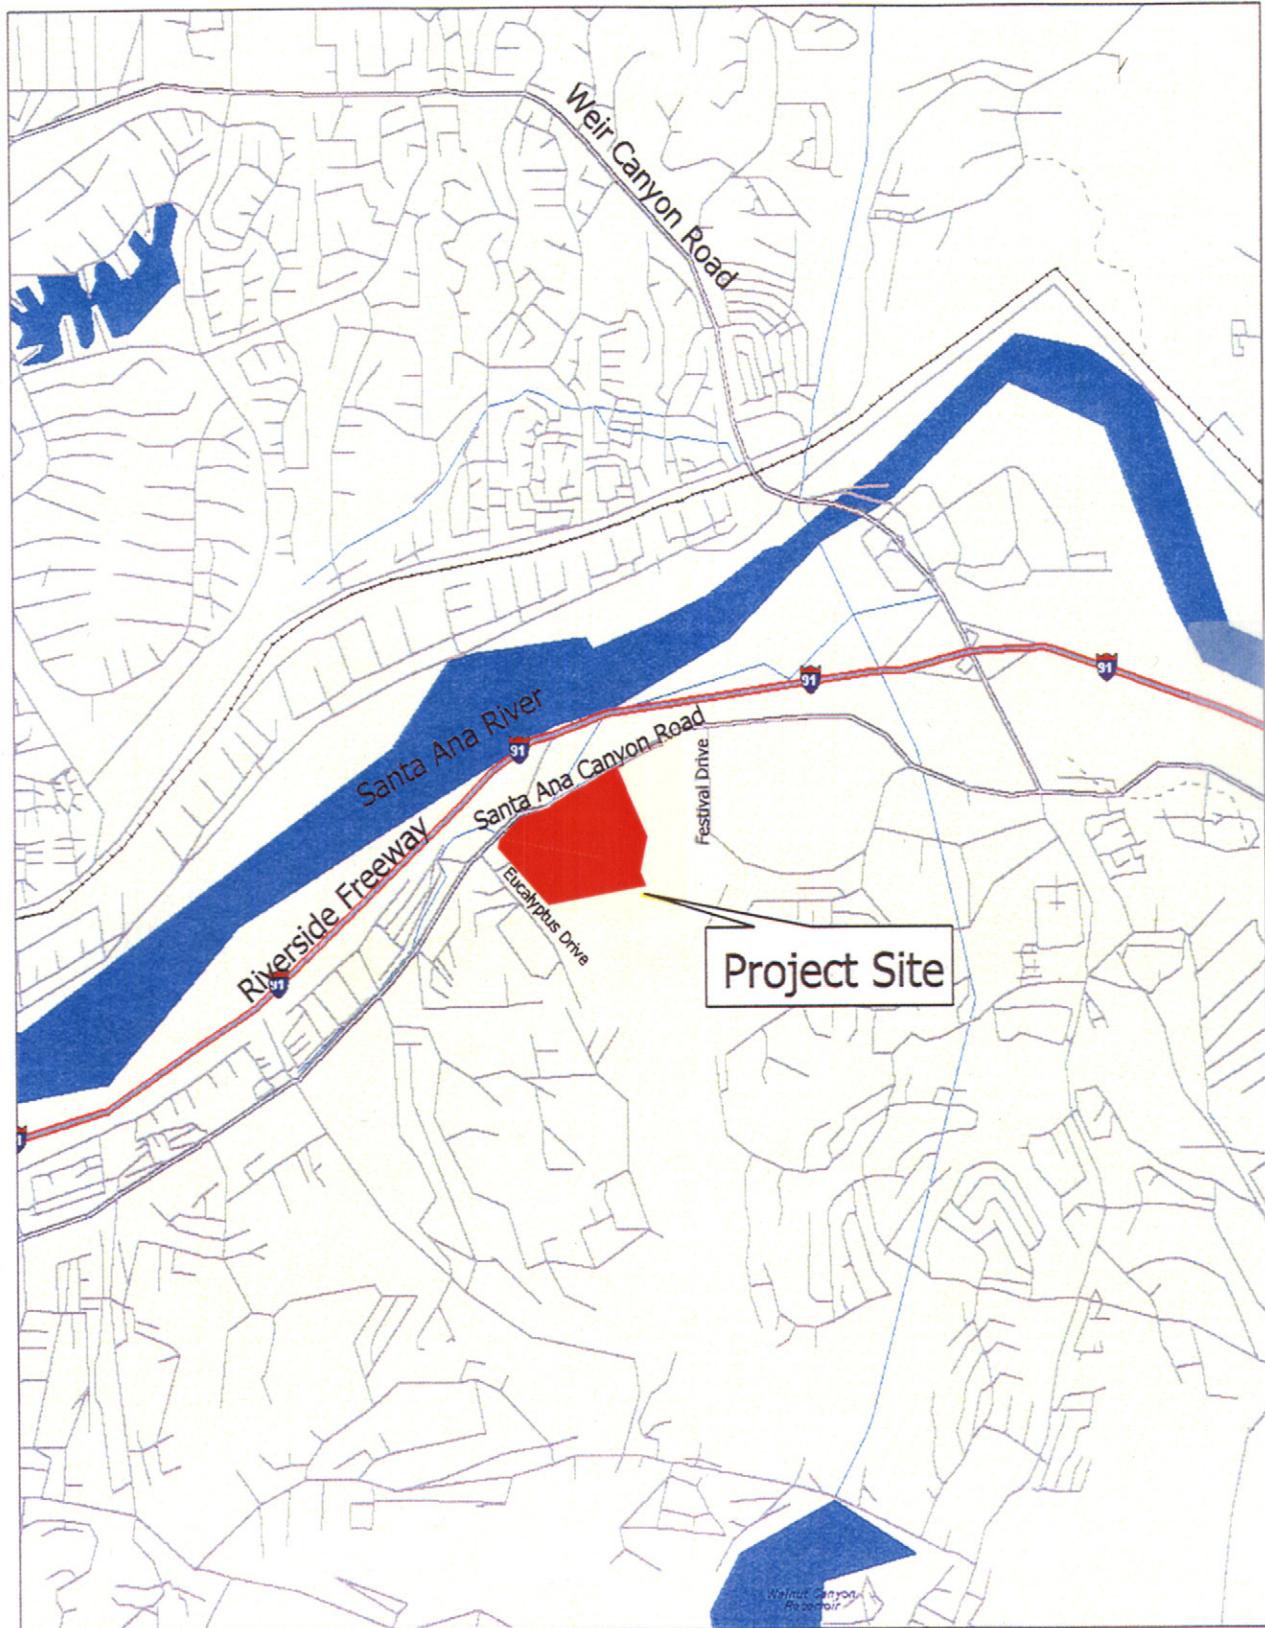 Weir Canyon Road
91
91
Santa Ana River
91
Santa Ana Canyon Road
Festival Drive
Riverside Freeway
Eucalyptus Drive
Project Site
91
Walnut Canyon
Reservoir